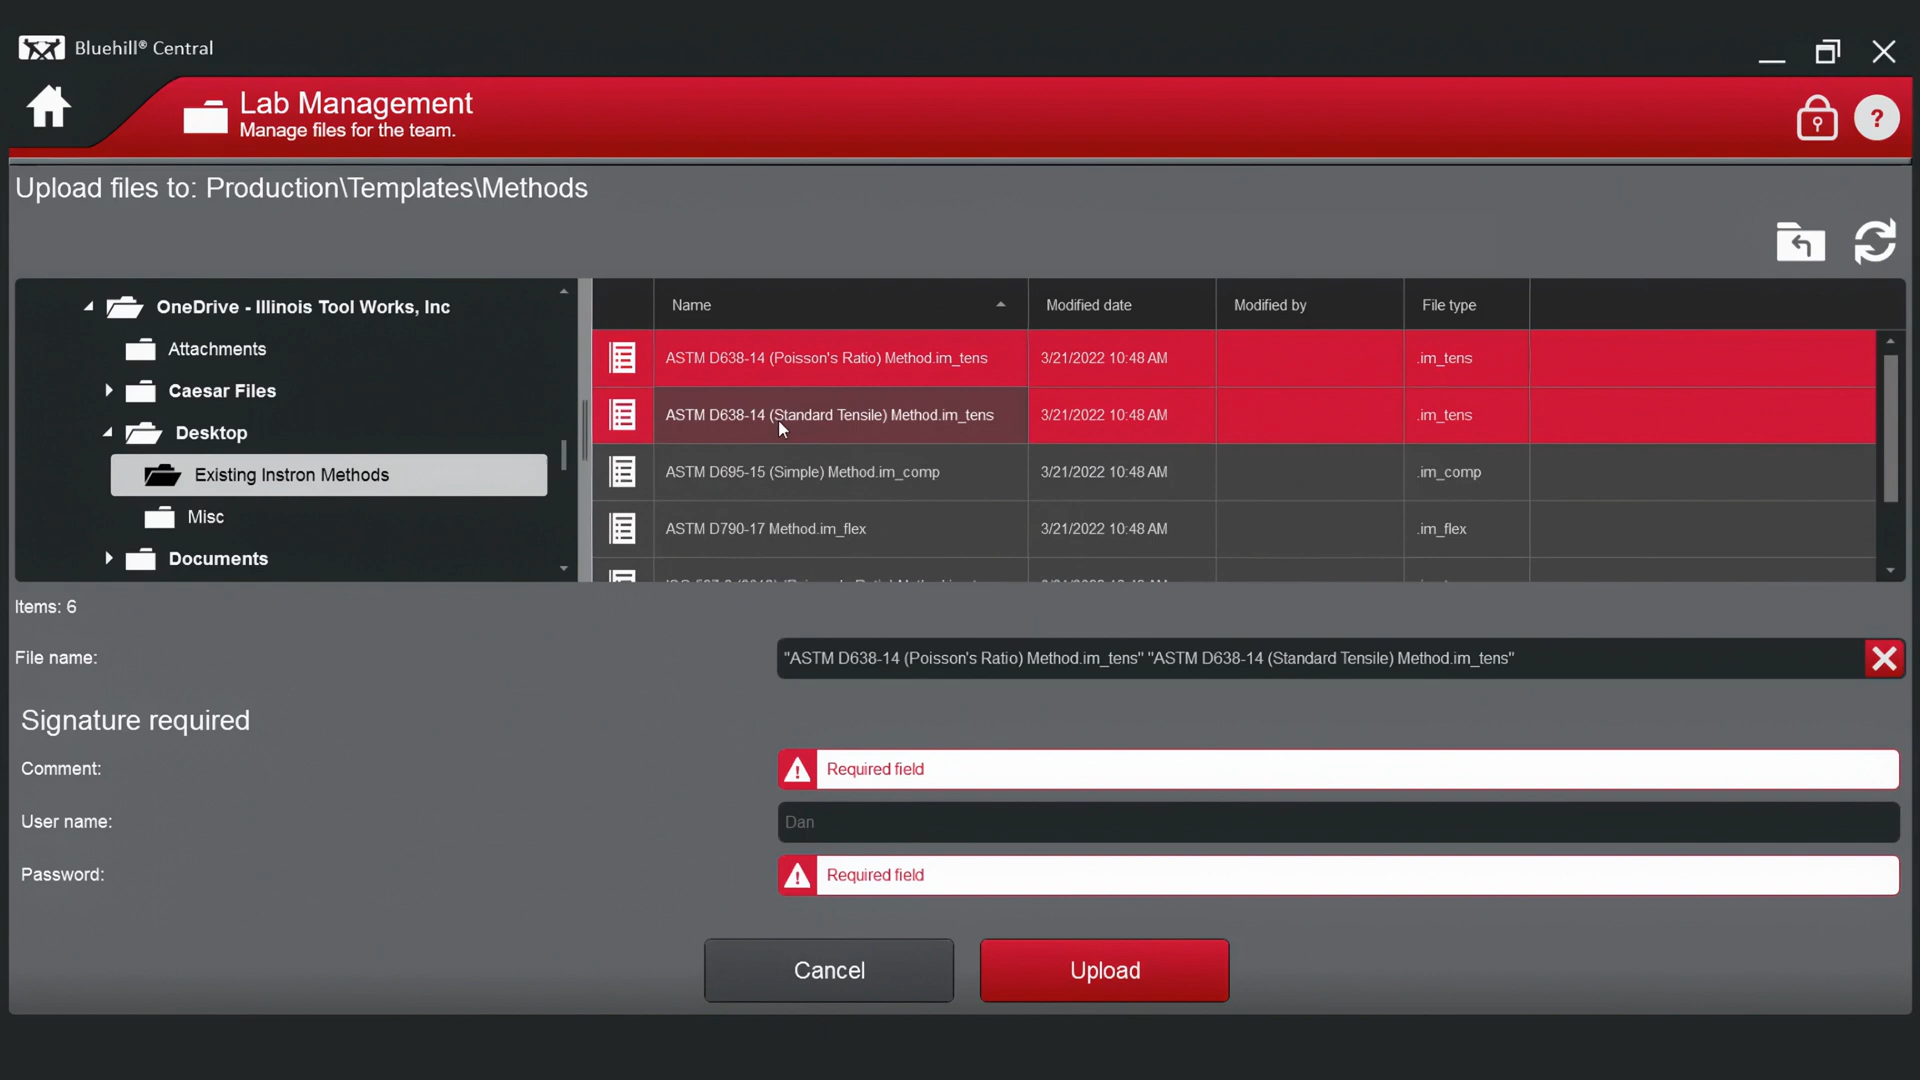 Bluehill® Central
Lab Management
Manage files for the team.
?
Upload files to: Production\Templates\Methods
OneDrive - Illinois Tool Works, Inc
Attachments
Caesar Files
Desktop
Existing Instron Methods
Misc
Documents
Name Modified date Modified by File type
ASTM D638-14 (Poisson's Ratio) Method.im_tens 3/21/2022 10:48 AM .im_tens
ASTM D638-14 (Standard Tensile) Method.im_tens 3/21/2022 10:48 AM .im_tens
ASTM D695-15 (Simple) Method.im_comp 3/21/2022 10:48 AM .im_comp
ASTM D790-17 Method.im_flex 3/21/2022 10:48 AM .im_flex
Items: 6
File name: "ASTM D638-14 (Poisson's Ratio) Method.im_tens" "ASTM D638-14 (Standard Tensile) Method.im_tens"
Signature required
Comment: Required field
User name: Dan
Password: Required field
Cancel Upload